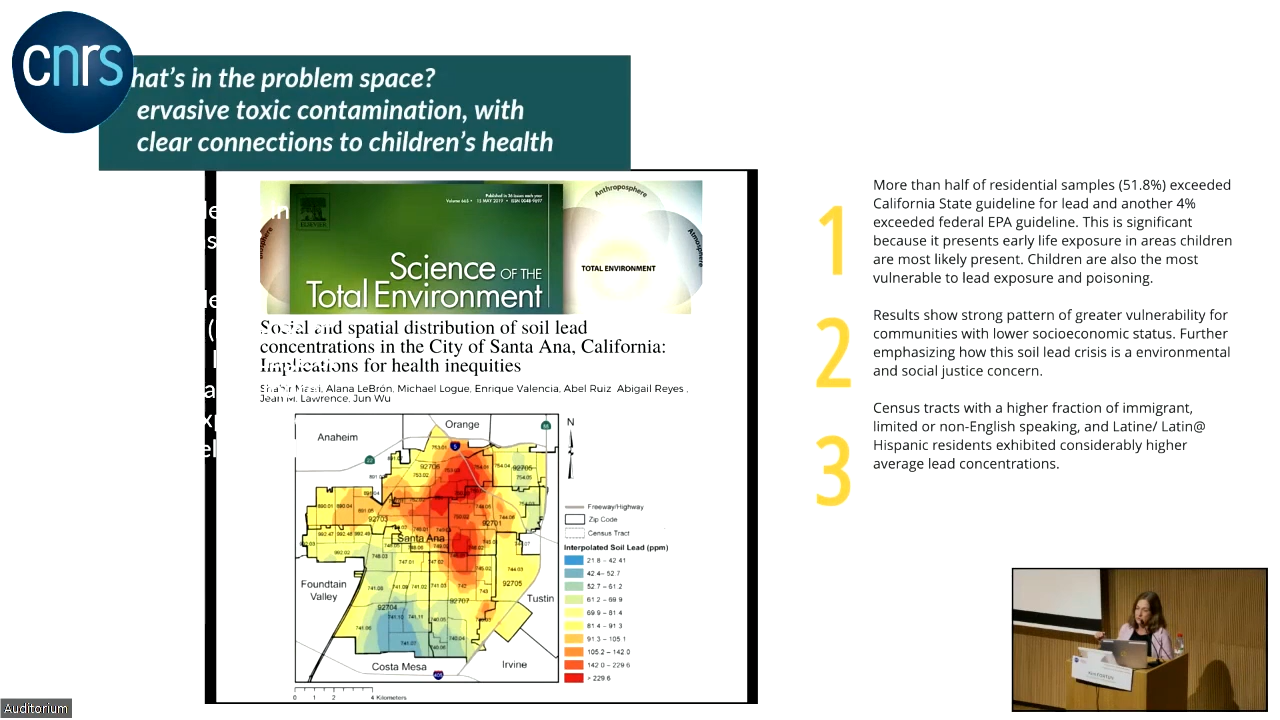 cnrs
hat's in the problem space?
ervasive toxic contamination, with
clear connections to children's health
Published in 36 issues each year
Volume 665 • 15 MAY 2019 • ISSN 0048-9697
ELSEVIER
Science OF THE
Total Environment
Anthroposphere
Atmosphere
TOTAL ENVIRONMENT
Social and spatial distribution of soil lead
concentrations in the City of Santa Ana, California:
Implications for health inequities
Shahir Masri, Alana LeBrón, Michael Logue, Enrique Valencia, Abel Ruiz, Abigail Reyes ,
Jean M. Lawrence, Jun Wu
Anaheim
Orange
N
Santa Ana
Foundtain
Valley
Tustin
Costa Mesa
Irvine
92706
92705
92703
92701
92705
92704
92707
Freeway/Highway
Zip Code
Census Tract
Interpolated Soil Lead (ppm)
21.8 – 42.41
42.4 – 52.7
52.7 – 61.2
61.2 – 69.9
69.9 – 81.4
81.4 – 91.3
91.3 – 105.1
105.2 – 142.0
142.0 – 229.6
> 229.6
0 1 2 4 Kilometers
1
More than half of residential samples (51.8%) exceeded
California State guideline for lead and another 4%
exceeded federal EPA guideline. This is significant
because it presents early life exposure in areas children
are most likely present. Children are also the most
vulnerable to lead exposure and poisoning.
2
Results show strong pattern of greater vulnerability for
communities with lower socioeconomic status. Further
emphasizing how this soil lead crisis is a environmental
and social justice concern.
3
Census tracts with a higher fraction of immigrant,
limited or non-English speaking, and Latine/ Latin@
Hispanic residents exhibited considerably higher
average lead concentrations.
Auditorium